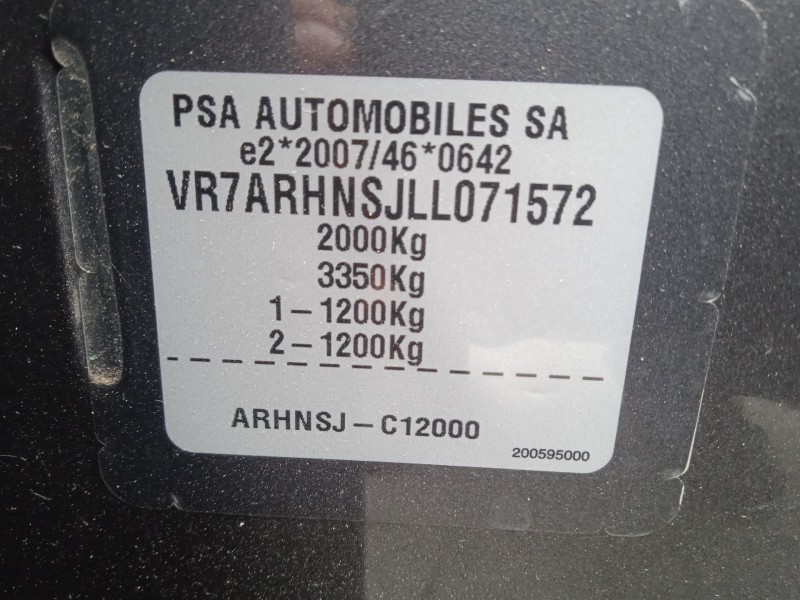 PSA AUTOMOBILES SA
e2*2007/46*0642
VR7ARHNSJLL071572
2000Kg
3350Kg
1-1200Kg
2-1200Kg
ARHNSJ-C12000
200595000